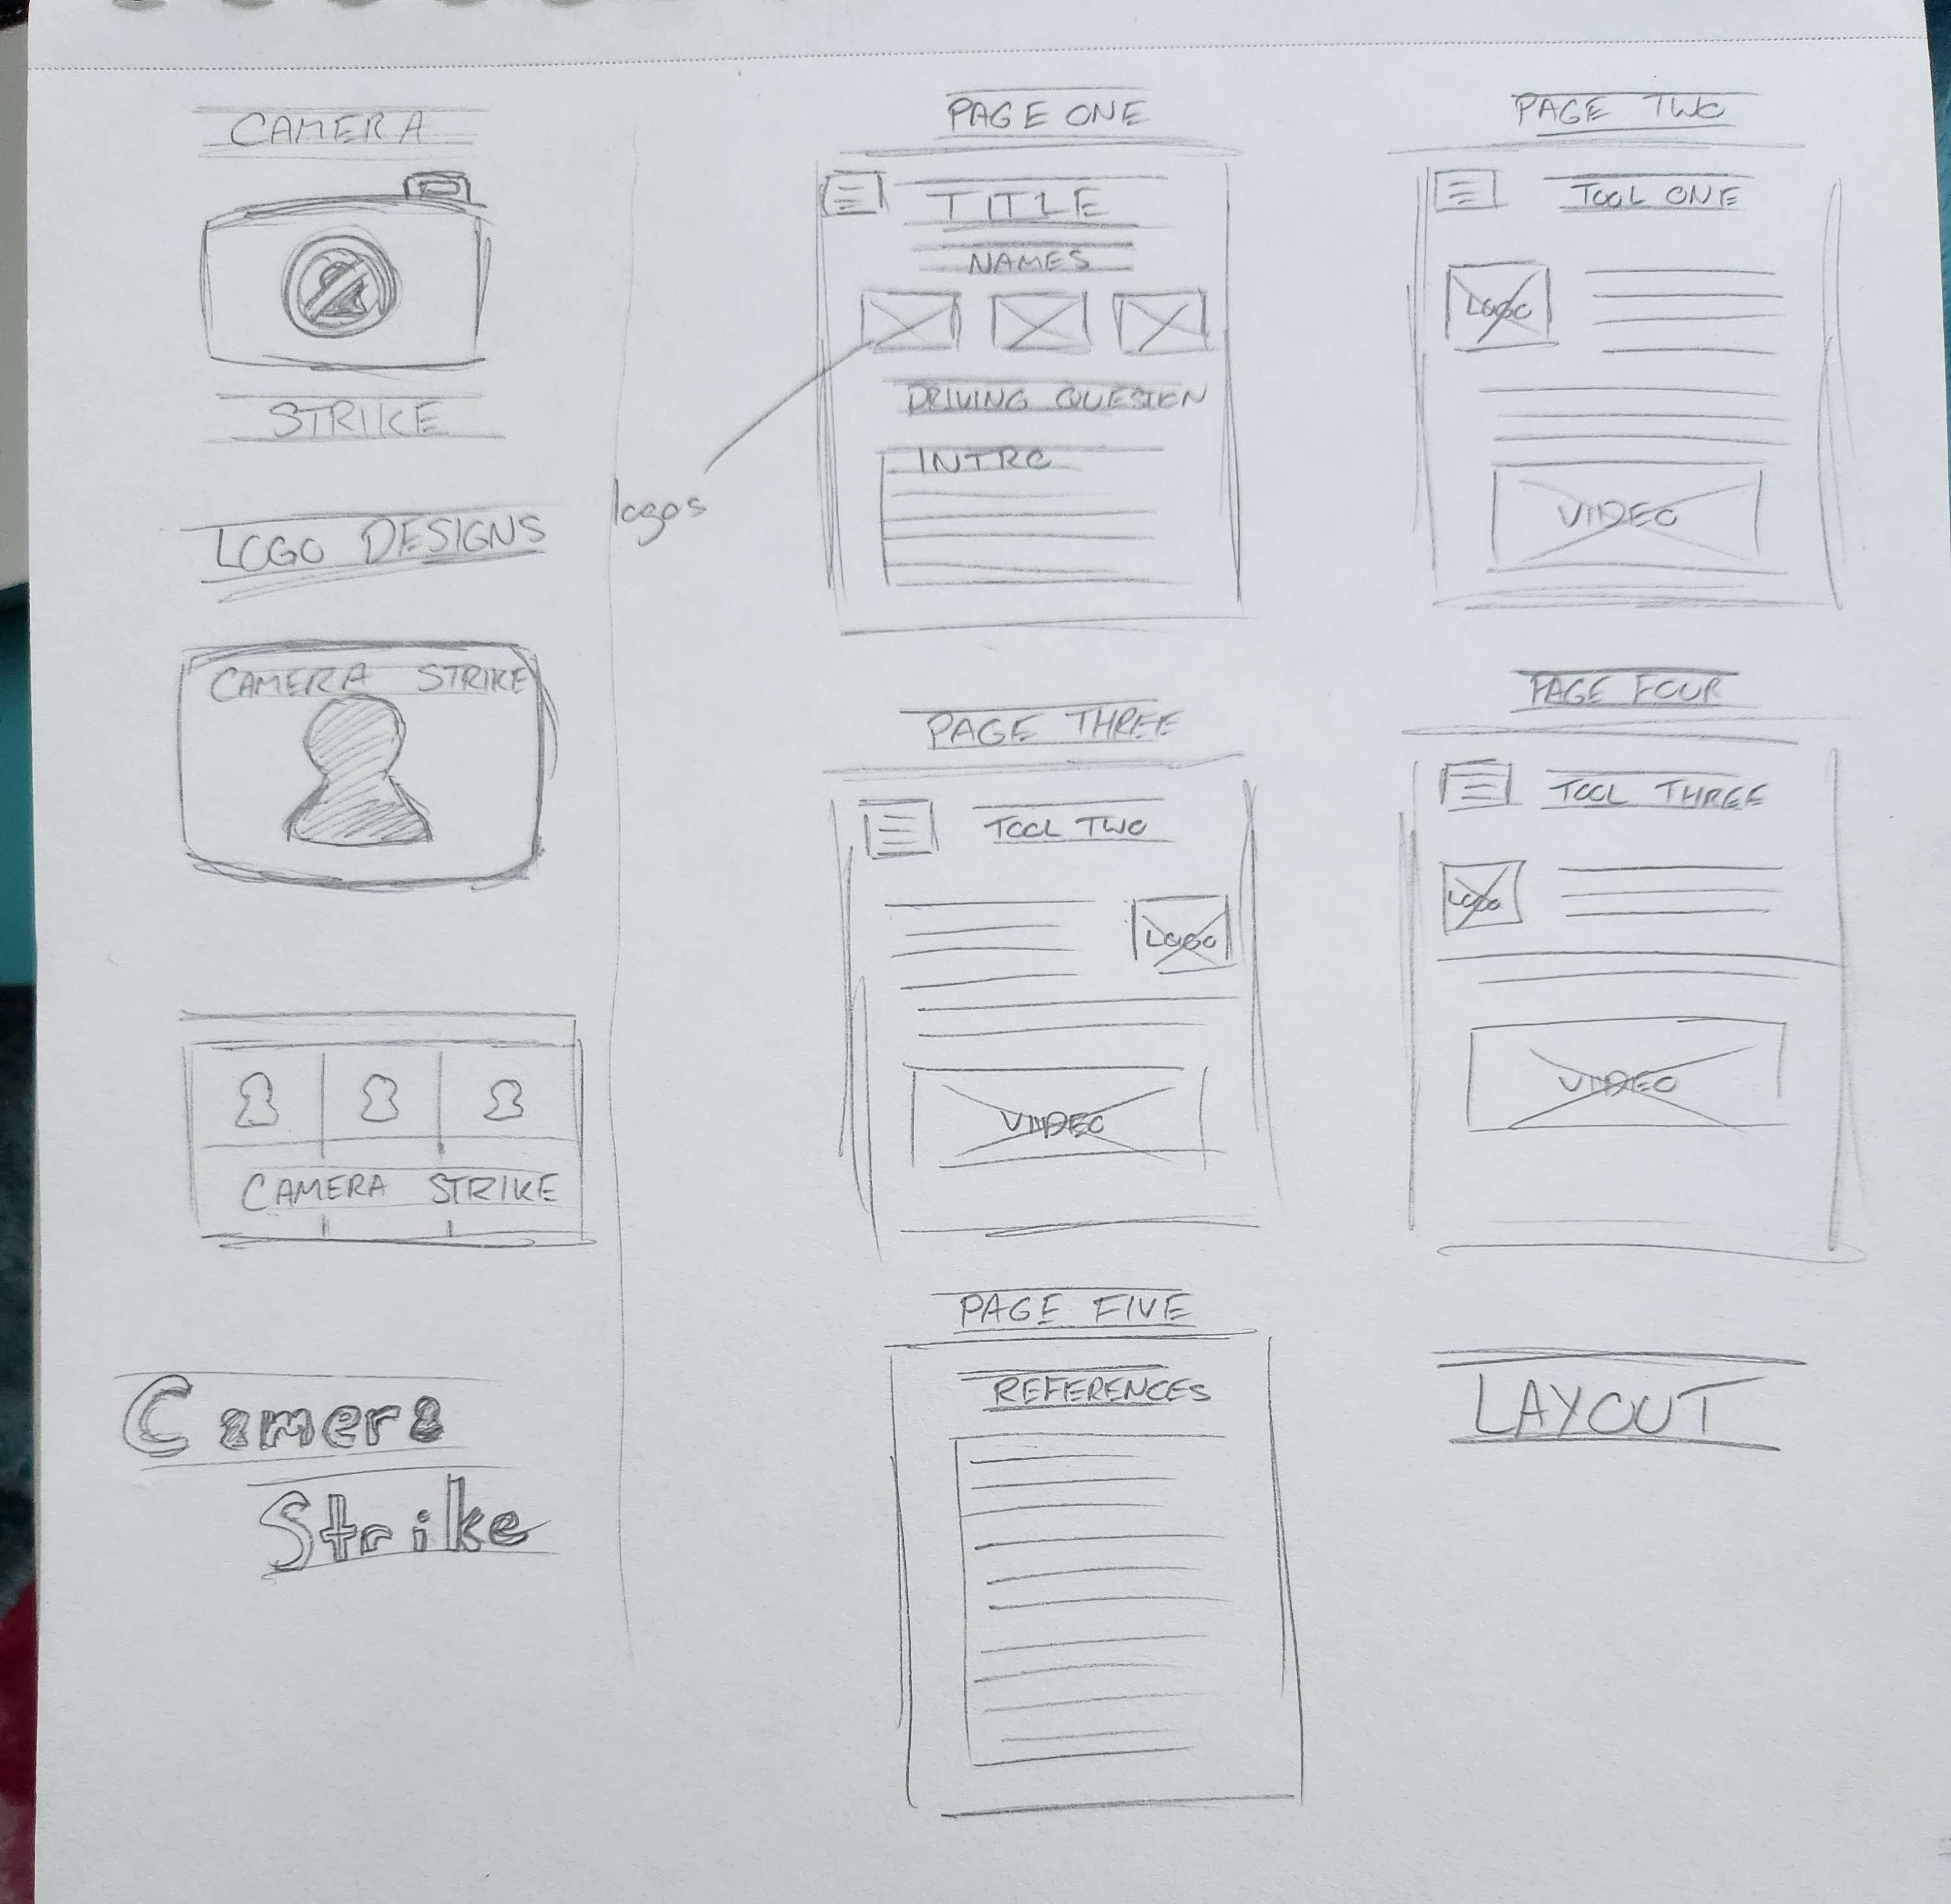 CAMERA
STRIKE
LOGO DESIGNS
CAMERA STRIKE
CAMERA STRIKE
Camera
Strike
PAGE ONE
TITLE
NAMES
logos
DRIVING QUESTEN
INTRO
PAGE TWO
TOOL ONE
LOGO
VIDEO
PAGE THREE
TOOL TWO
LOGO
VIDEO
PAGE FOUR
TOOL THREE
LOGO
VIDEO
PAGE FIVE
REFERENCES
LAYOUT